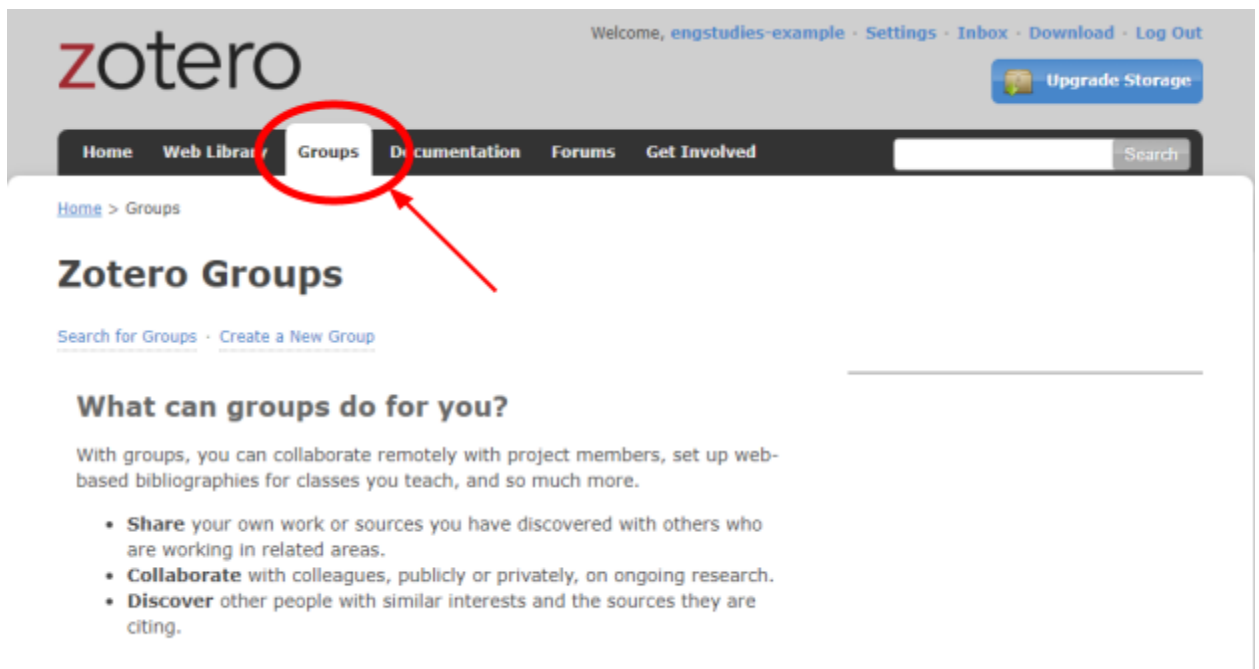 zotero
Welcome, engstudies-example · Settings · Inbox · Download · Log Out
Upgrade Storage
Home Web Library Groups Documentation Forums Get Involved Search
Home > Groups
Zotero Groups
Search for Groups · Create a New Group
What can groups do for you?
With groups, you can collaborate remotely with project members, set up web-
based bibliographies for classes you teach, and so much more.
• Share your own work or sources you have discovered with others who
are working in related areas.
• Collaborate with colleagues, publicly or privately, on ongoing research.
• Discover other people with similar interests and the sources they are
citing.